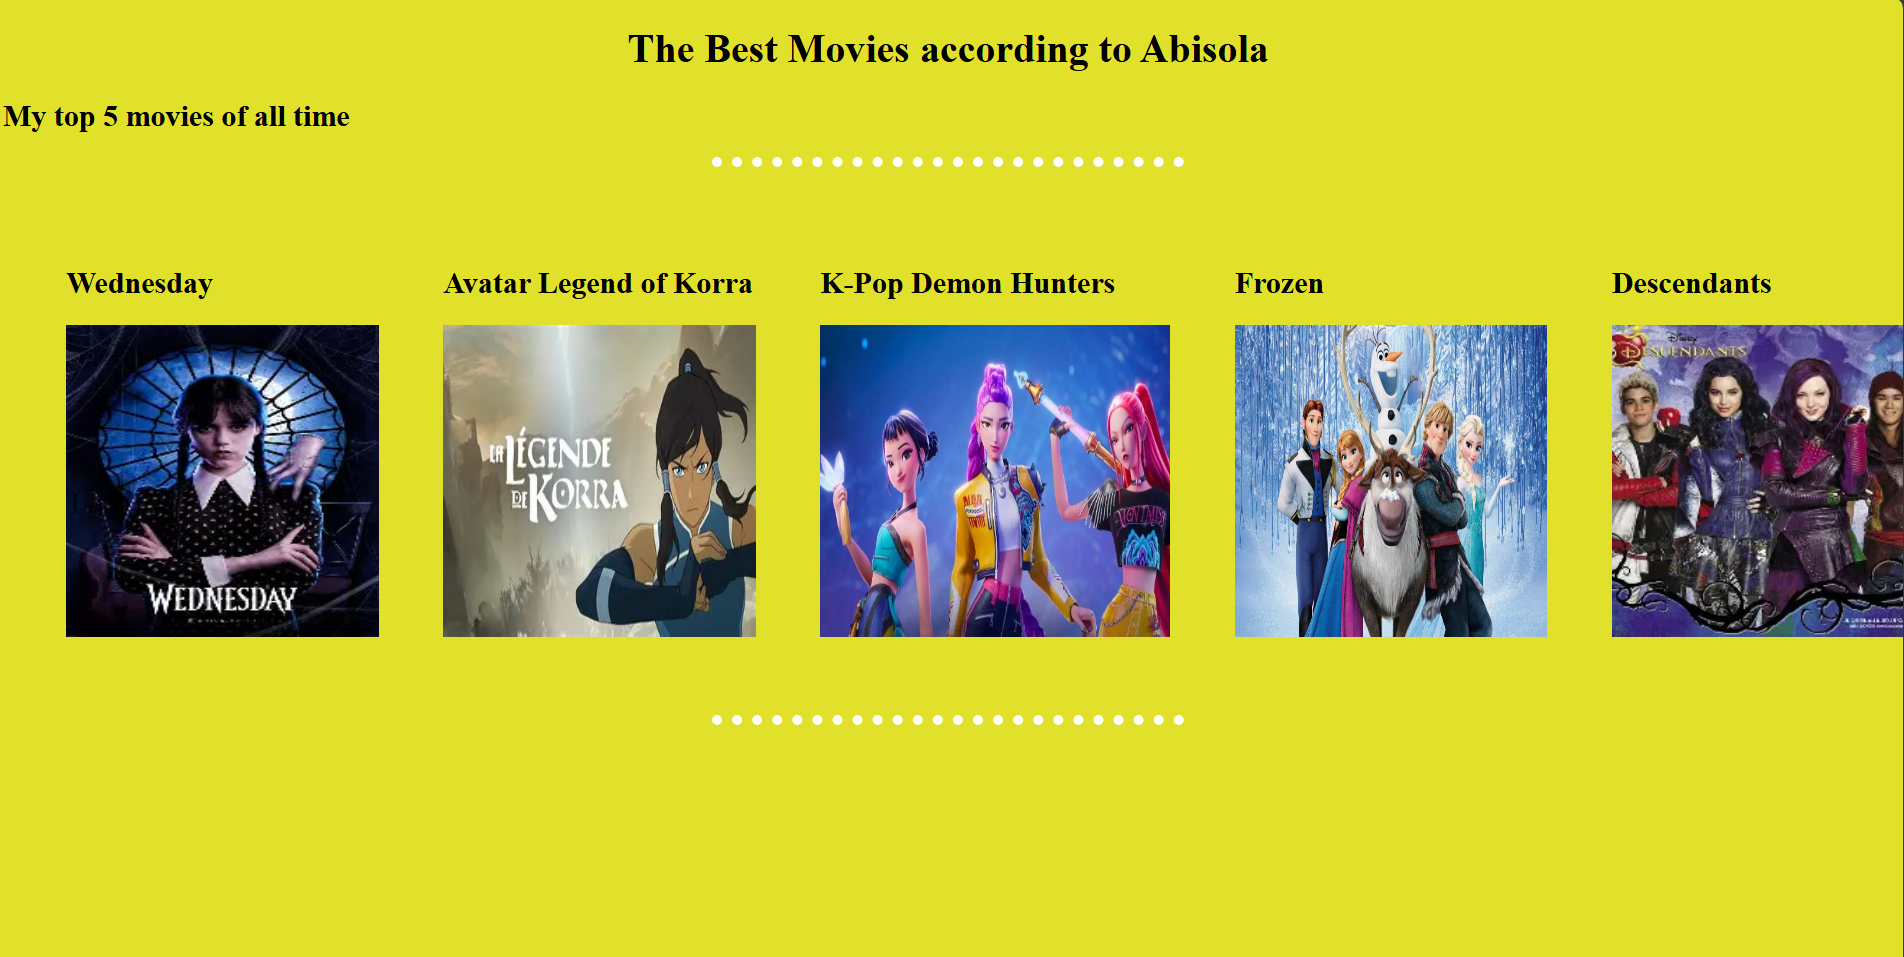 The Best Movies according to Abisola
My top 5 movies of all time
Wednesday
Avatar Legend of Korra
K-Pop Demon Hunters
Frozen
Descendants
WEDNESDAY
LA LÉGENDE
DE KORRA
Disney
DESCENDANTS